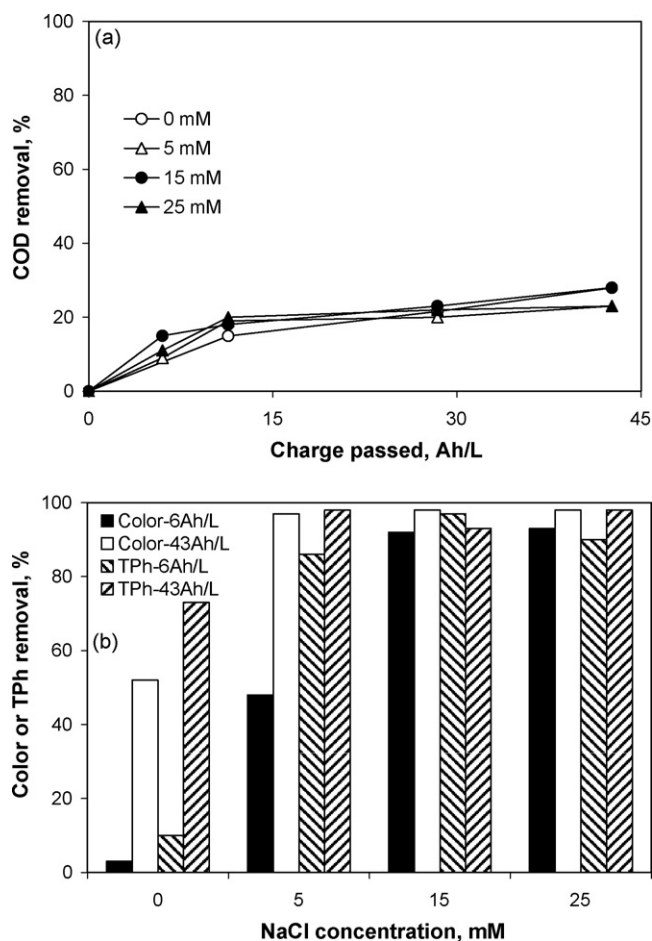 (a)
100
80
60
40
20
0
COD removal, %
0 mM
5 mM
15 mM
25 mM
0 15 30 45
Charge passed, Ah/L
100
80
60
40
20
0
Color or TPh removal, %
Color-6Ah/L
Color-43Ah/L
TPh-6Ah/L
TPh-43Ah/L
(b)
0 5 15 25
NaCl concentration, mM